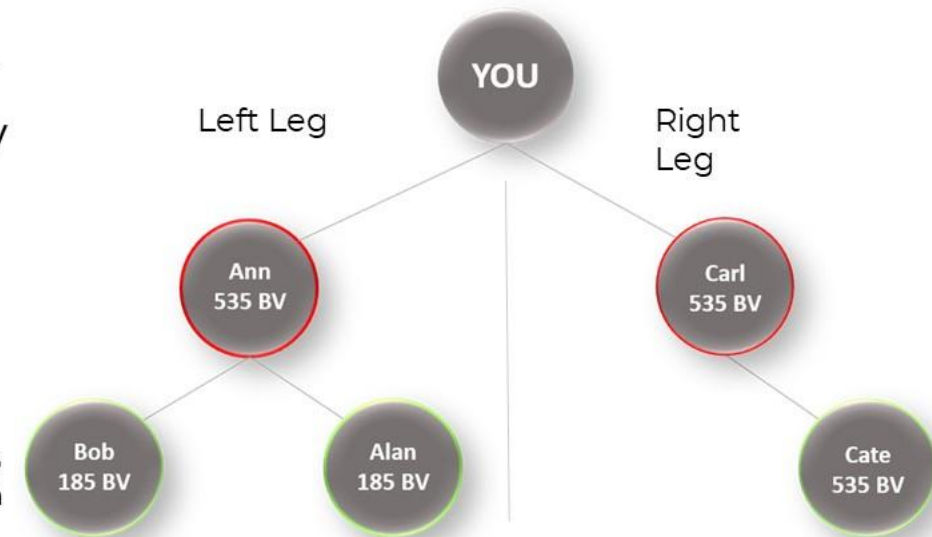 YOU
Left Leg
Right
Leg
Ann
535 BV
Carl
535 BV
Bob
185 BV
Alan
185 BV
Cate
535 BV